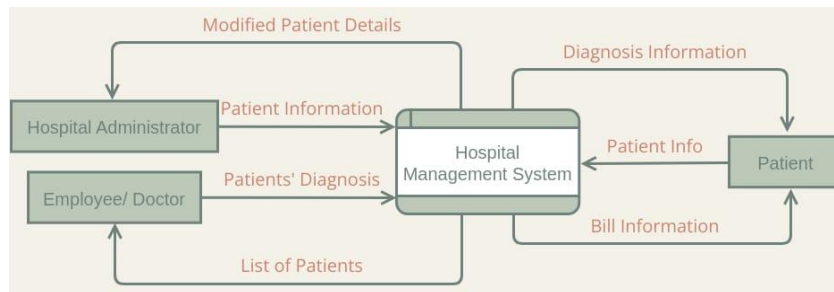 Modified Patient Details
Diagnosis Information
Patient Information
Hospital Administrator
Hospital
Management System
Patient Info
Patient
Patients' Diagnosis
Employee/ Doctor
Bill Information
List of Patients